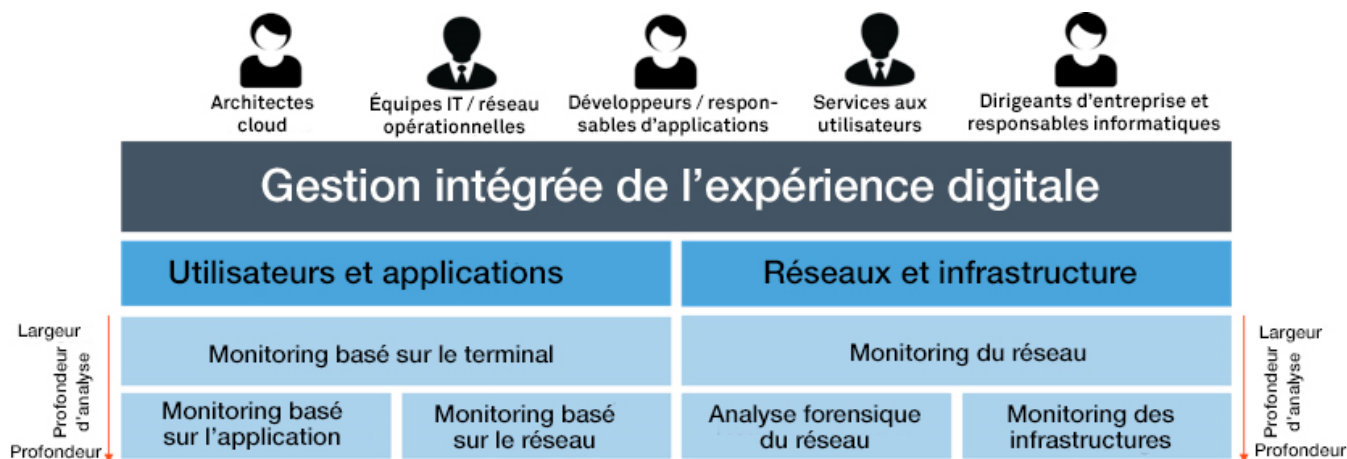 Architectes
cloud
Équipes IT / réseau
opérationnelles
Développeurs / respon-
sables d'applications
Services aux
utilisateurs
Dirigeants d'entreprise et
responsables informatiques
Gestion intégrée de l'expérience digitale
Utilisateurs et applications
Réseaux et infrastructure
Largeur
Profondeur
d'analyse
Profondeur
Monitoring basé sur le terminal
Monitoring du réseau
Monitoring basé
sur l'application
Monitoring basé
sur le réseau
Analyse forensique
du réseau
Monitoring des
infrastructures
Largeur
Profondeur
d'analyse
Profondeur